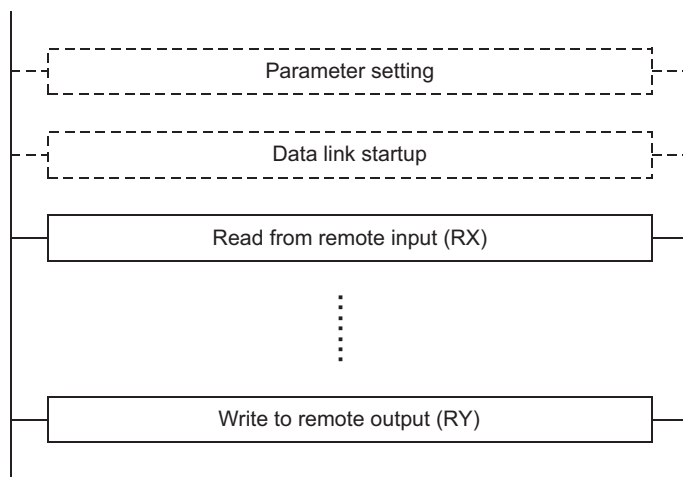 Parameter setting
Data link startup
Read from remote input (RX)
Write to remote output (RY)